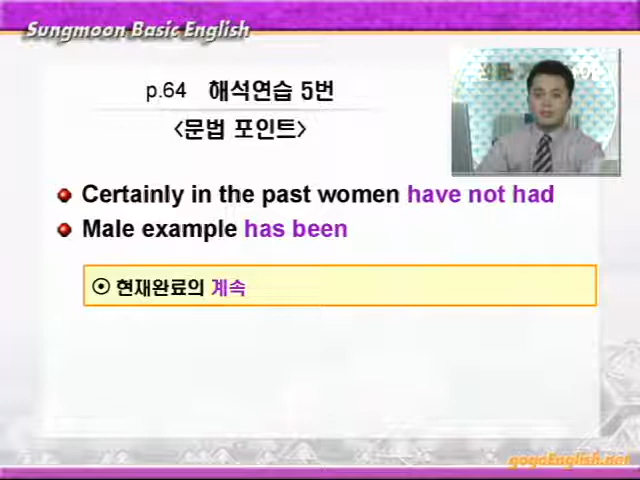 Sungmoon Basic English
p.64 해석연습 5번
<문법 포인트>
Certainly in the past women have not had
Male example has been
⊙ 현재완료의 계속
gogoEnglish.net